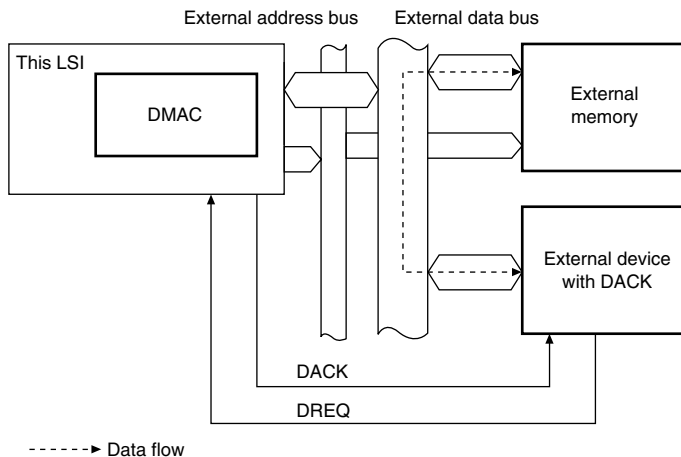 External address bus
External data bus
This LSI
DMAC
External
memory
External device
with DACK
DACK
DREQ
Data flow